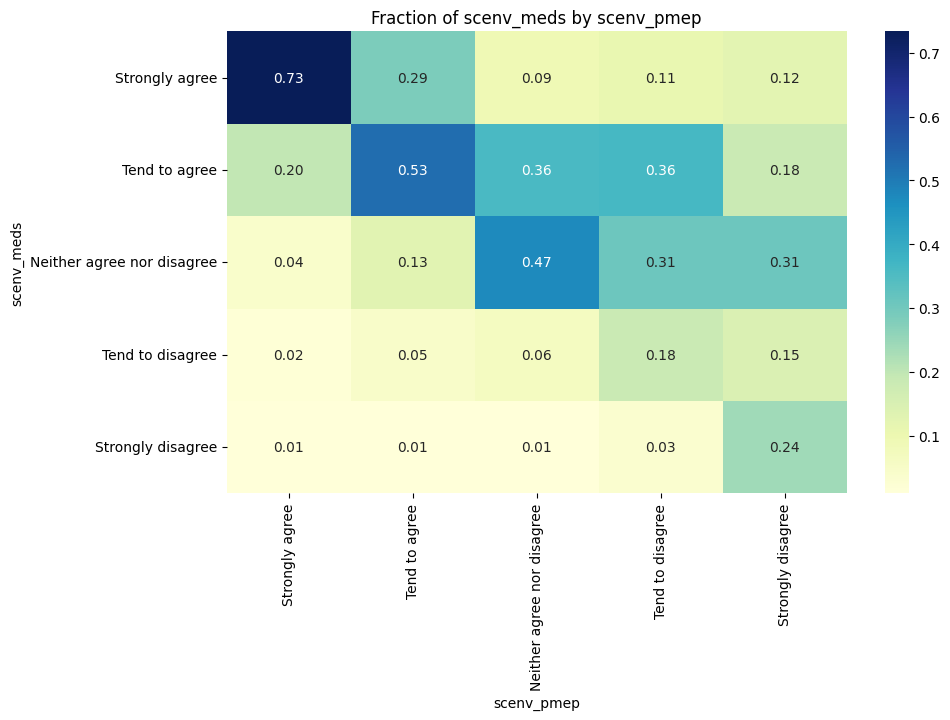 Fraction of scenv_meds by scenv_pmep
Strongly agree 0.73 0.29 0.09 0.11 0.12
Tend to agree 0.20 0.53 0.36 0.36 0.18
Neither agree nor disagree 0.04 0.13 0.47 0.31 0.31
Tend to disagree 0.02 0.05 0.06 0.18 0.15
Strongly disagree 0.01 0.01 0.01 0.03 0.24
scenv_meds
Strongly agree
Tend to agree
Neither agree nor disagree
Tend to disagree
Strongly disagree
scenv_pmep
0.7
0.6
0.5
0.4
0.3
0.2
0.1